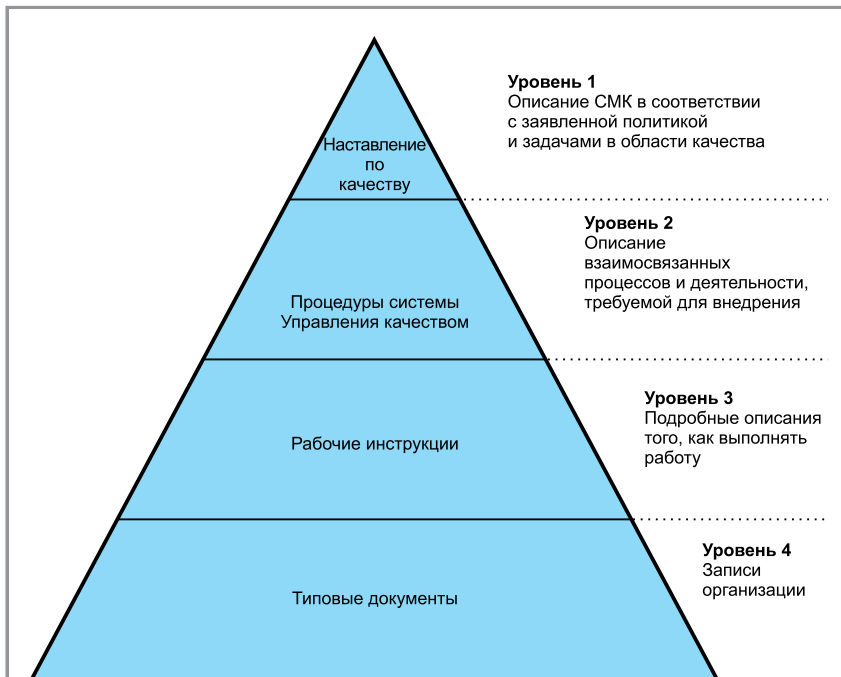 Уровень 1
Описание СМК в соответствии
с заявленной политикой
и задачами в области качества
Наставление
по
качеству
Уровень 2
Описание
взаимосвязанных
процессов и деятельности,
требуемой для внедрения
Процедуры системы
Управления качеством
Уровень 3
Подробные описания
того, как выполнять
работу
Рабочие инструкции
Уровень 4
Записи
организации
Типовые документы